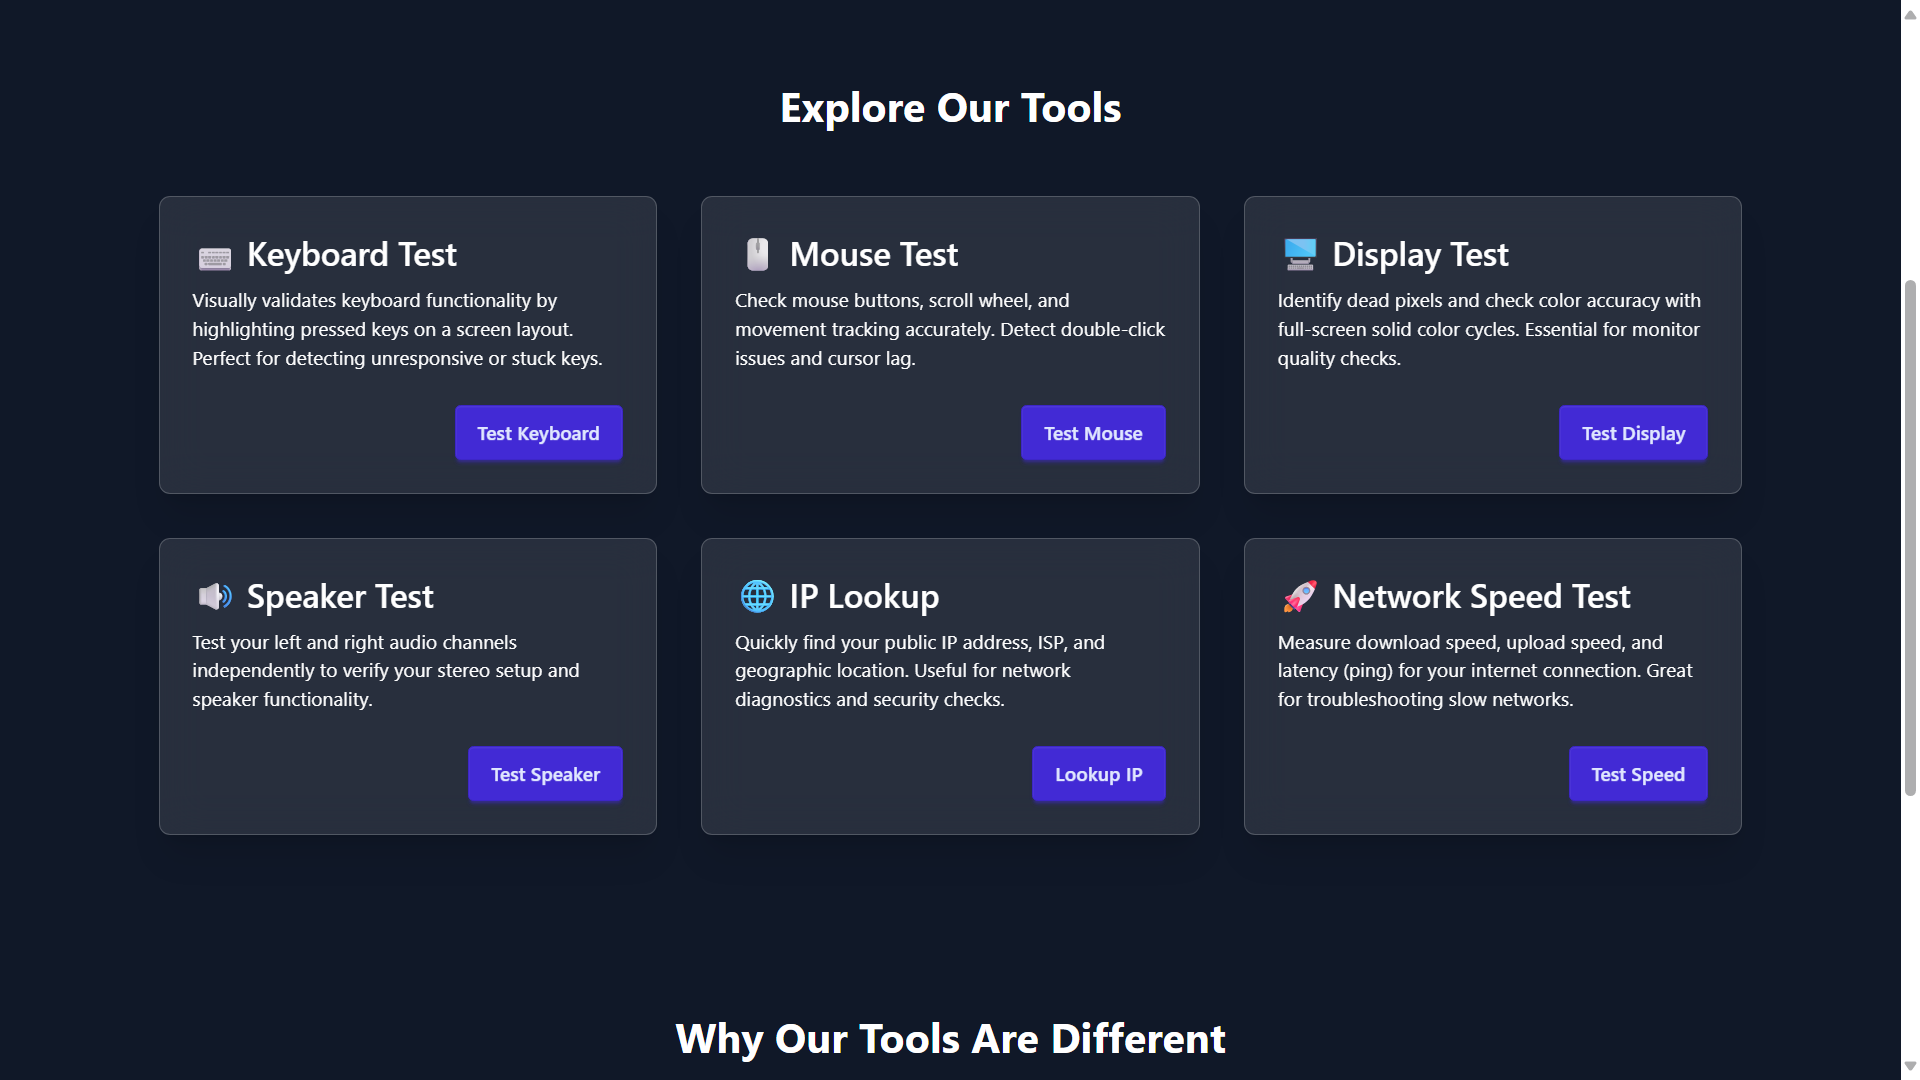 Explore Our Tools
Keyboard Test
Visually validates keyboard functionality by
highlighting pressed keys on a screen layout.
Perfect for detecting unresponsive or stuck keys.
Test Keyboard
Mouse Test
Check mouse buttons, scroll wheel, and
movement tracking accurately. Detect double-click
issues and cursor lag.
Test Mouse
Display Test
Identify dead pixels and check color accuracy with
full-screen solid color cycles. Essential for monitor
quality checks.
Test Display
Speaker Test
Test your left and right audio channels
independently to verify your stereo setup and
speaker functionality.
Test Speaker
IP Lookup
Quickly find your public IP address, ISP, and
geographic location. Useful for network
diagnostics and security checks.
Lookup IP
Network Speed Test
Measure download speed, upload speed, and
latency (ping) for your internet connection. Great
for troubleshooting slow networks.
Test Speed
Why Our Tools Are Different